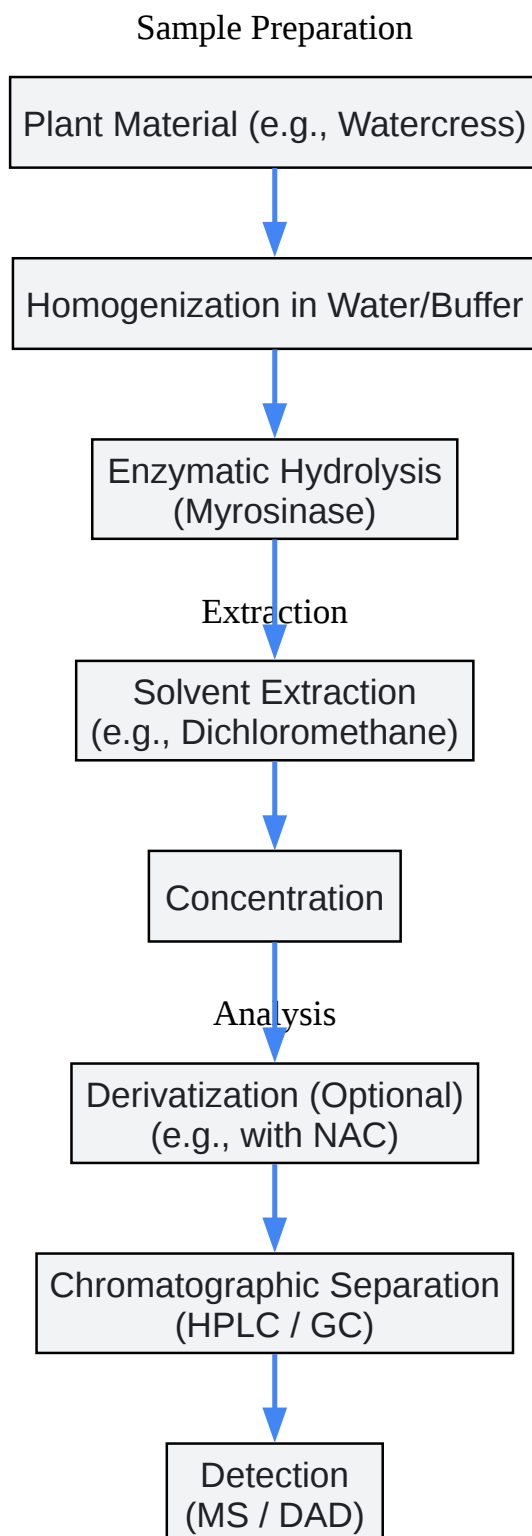 Sample Preparation
Plant Material (e.g., Watercress)
Homogenization in Water/Buffer
Enzymatic Hydrolysis
(Myrosinase)
Extraction
Solvent Extraction
(e.g., Dichloromethane)
Concentration
Analysis
Derivatization (Optional)
(e.g., with NAC)
Chromatographic Separation
(HPLC / GC)
Detection
(MS / DAD)